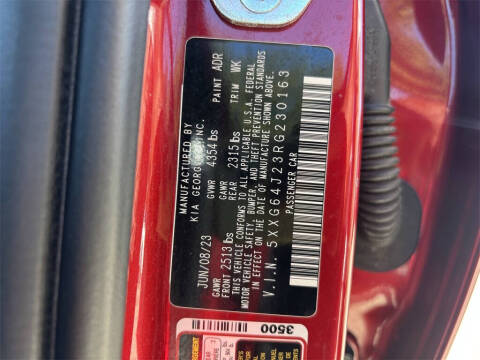 MANUFACTURED BY
KIA GEORGIA, INC.
JUN/08/23 GVWR 4354 lbs PAINT ADR
GAWR FRONT 2513 lbs GAWR REAR 2315 lbs TRIM WK
THIS VEHICLE CONFORMS TO ALL APPLICABLE U.S.A. FEDERAL
MOTOR VEHICLE SAFETY, BUMPER, AND THEFT PREVENTION STANDARDS
IN EFFECT ON THE DATE OF MANUFACTURE SHOWN ABOVE.
V.I.N. 5XXG64J23RG230163
PASSENGER CAR
3500